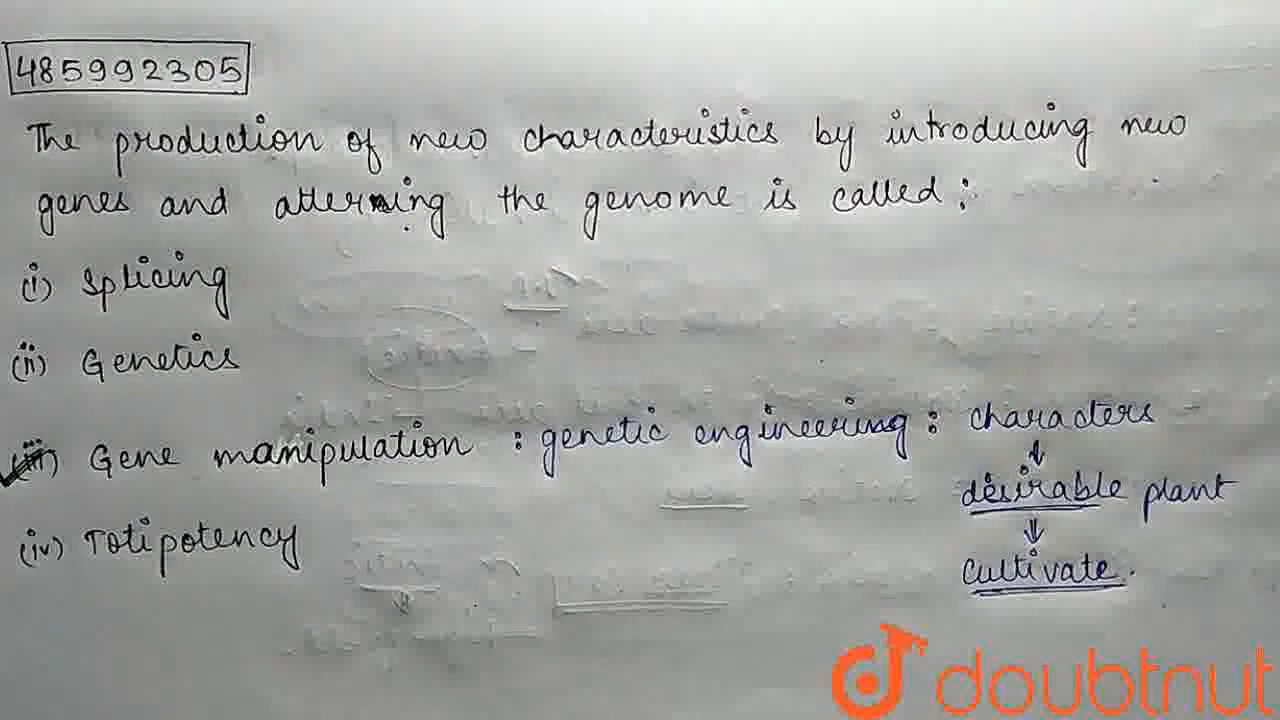 485992305
The production of new characteristics by introducing new
genes and altering the genome is called:
(i) Splicing
(ii) Genetics
(iii) Gene manipulation : genetic engineering : characters
desirable plant
cultivate.
(iv) Totipotency
doubtnut